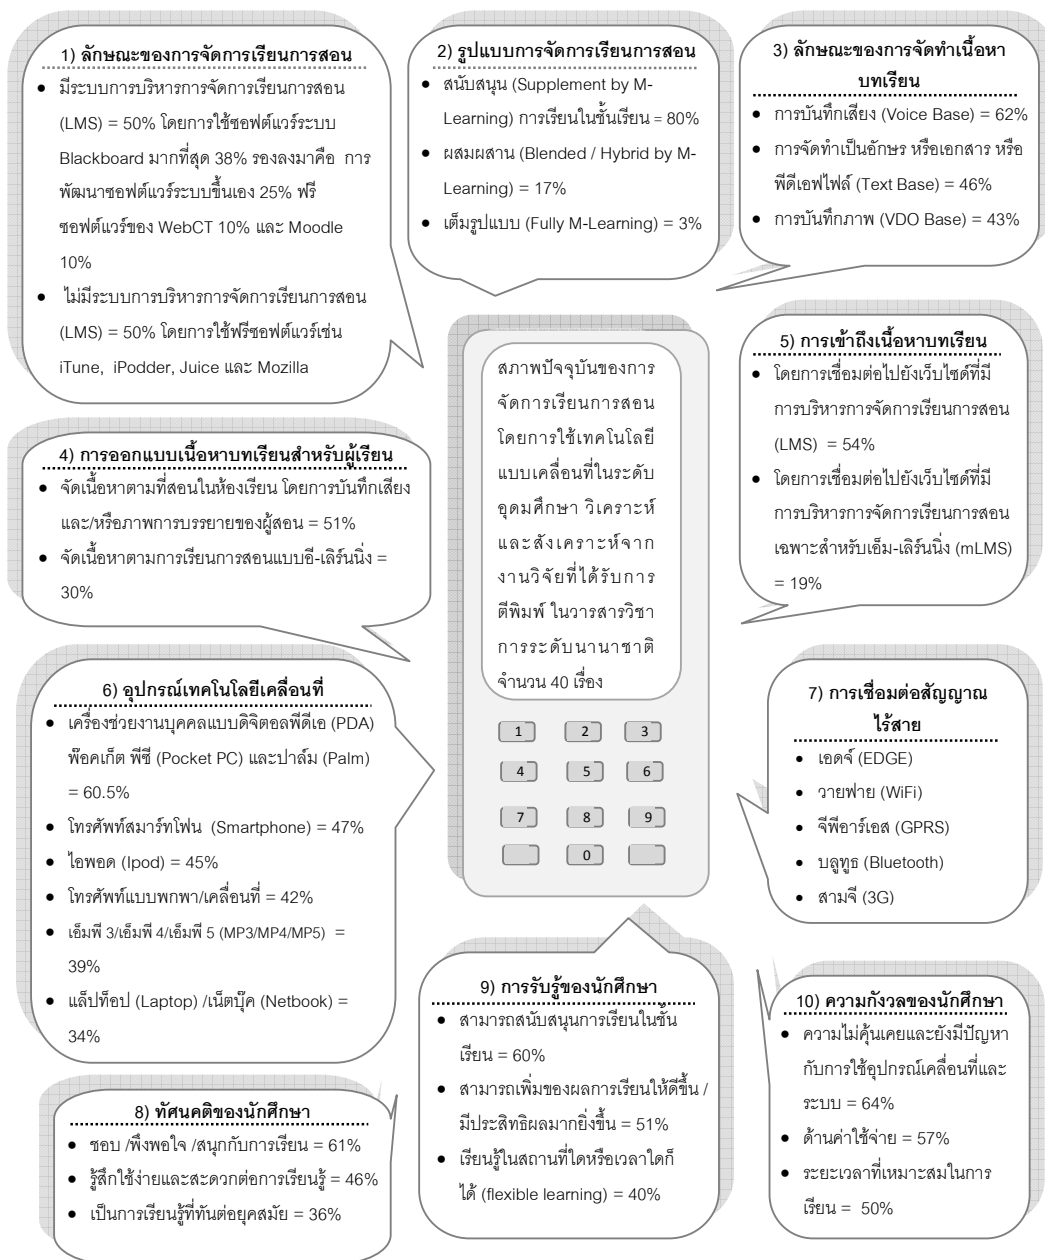 1) ลักษณะของการจัดการเรียนการสอน
• มีระบบการบริหารการจัดการเรียนการสอน
(LMS) = 50% โดยการใช้ซอฟต์แวร์ระบบ
Blackboard มากที่สุด 38% รองลงมาคือ การ
พัฒนาซอฟต์แวร์ระบบขึ้นเอง 25% ฟรี
ซอฟต์แวร์ของ WebCT 10% และ Moodle
10%
• ไม่มีระบบการบริหารการจัดการเรียนการสอน
(LMS) = 50% โดยการใช้ฟรีซอฟต์แวร์เช่น
iTune, iPodder, Juice และ Mozilla
2) รูปแบบการจัดการเรียนการสอน
• สนับสนุน (Supplement by M-
Learning) การเรียนในชั้นเรียน = 80%
• ผสมผสาน (Blended / Hybrid by M-
Learning) = 17%
• เต็มรูปแบบ (Fully M-Learning) = 3%
3) ลักษณะของการจัดทำเนื้อหา
บทเรียน
• การบันทึกเสียง (Voice Base) = 62%
• การจัดทำเป็นอักษร หรือเอกสาร หรือ
พีดีเอฟไฟล์ (Text Base) = 46%
• การบันทึกภาพ (VDO Base) = 43%
4) การออกแบบเนื้อหาบทเรียนสำหรับผู้เรียน
• จัดเนื้อหาตามที่สอนในห้องเรียน โดยการบันทึกเสียง
และ/หรือภาพการบรรยายของผู้สอน = 51%
• จัดเนื้อหาตามการเรียนการสอนแบบอี-เลิร์นนิ่ง =
30%
สภาพปัจจุบันของการ
จัดการเรียนการสอน
โดยการใช้เทคโนโลยี
แบบเคลื่อนที่ในระดับ
อุดมศึกษา วิเคราะห์
และสังเคราะห์จาก
งานวิจัยที่ได้รับการ
ตีพิมพ์ ในวารสารวิชา
การระดับนานาชาติ
จำนวน 40 เรื่อง
1 2 3
4 5 6
7 8 9
0
5) การเข้าถึงเนื้อหาบทเรียน
• โดยการเชื่อมต่อไปยังเว็บไซด์ที่มี
การบริหารการจัดการเรียนการสอน
(LMS) = 54%
• โดยการเชื่อมต่อไปยังเว็บไซด์ที่มี
การบริหารการจัดการเรียนการสอน
เฉพาะสำหรับเอ็ม-เลิร์นนิ่ง (mLMS)
= 19%
6) อุปกรณ์เทคโนโลยีเคลื่อนที่
• เครื่องช่วยงานบุคคลแบบดิจิตอลพีดีเอ (PDA)
พ๊อคเก็ต พีซี (Pocket PC) และปาล์ม (Palm)
= 60.5%
• โทรศัพท์สมาร์ทโฟน (Smartphone) = 47%
• ไอพอด (Ipod) = 45%
• โทรศัพท์แบบพกพา/เคลื่อนที่ = 42%
• เอ็มพี 3/เอ็มพี 4/เอ็มพี 5 (MP3/MP4/MP5) =
39%
• แล็ปท็อป (Laptop) /เน็ตบุ๊ค (Netbook) =
34%
7) การเชื่อมต่อสัญญาณ
ไร้สาย
• เอดจ์ (EDGE)
• วายฟาย (WiFi)
• จีพีอาร์เอส (GPRS)
• บลูทูธ (Bluetooth)
• สามจี (3G)
8) ทัศนคติของนักศึกษา
• ชอบ /พึงพอใจ /สนุกกับการเรียน = 61%
• รู้สึกใช้ง่ายและสะดวกต่อการเรียนรู้ = 46%
• เป็นการเรียนรู้ที่ทันต่อยุคสมัย = 36%
9) การรับรู้ของนักศึกษา
• สามารถสนับสนุนการเรียนในชั้น
เรียน = 60%
• สามารถเพิ่มของผลการเรียนให้ดีขึ้น /
มีประสิทธิผลมากยิ่งขึ้น = 51%
• เรียนรู้ในสถานที่ใดหรือเวลาใดก็
ได้ (flexible learning) = 40%
10) ความกังวลของนักศึกษา
• ความไม่คุ้นเคยและยังมีปัญหา
กับการใช้อุปกรณ์เคลื่อนที่และ
ระบบ = 64%
• ด้านค่าใช้จ่าย = 57%
• ระยะเวลาที่เหมาะสมในการ
เรียน = 50%